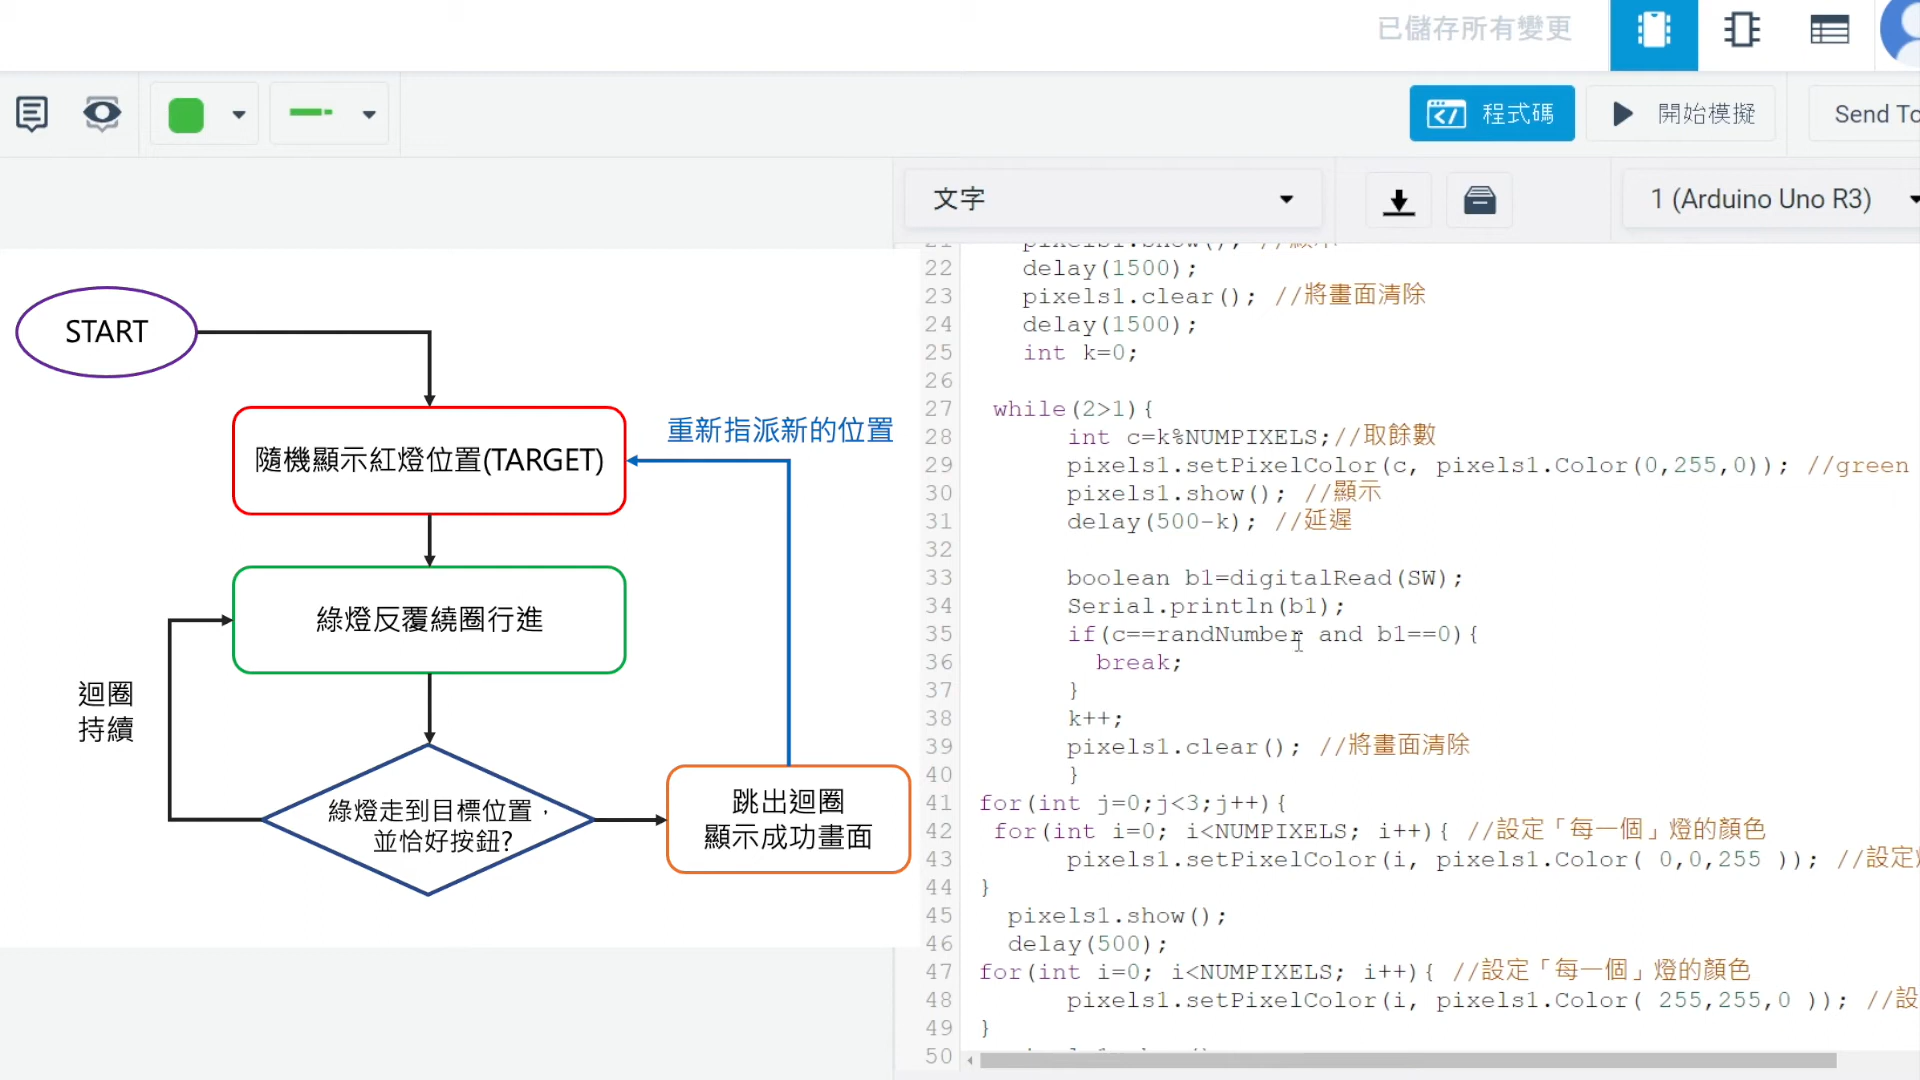 已儲存所有變更
程式碼
開始模擬
Send To
文字
1 (Arduino Uno R3)
START
隨機顯示紅燈位置(TARGET)
重新指派新的位置
綠燈反覆繞圈行進
迴圈
持續
綠燈走到目標位置，
並恰好按鈕?
跳出迴圈
顯示成功畫面
21 pixels1.show(); //顯示
22 delay(1500);
23 pixels1.clear(); //將畫面清除
24 delay(1500);
25 int k=0;
26
27 while(2>1){
28 int c=k%NUMPIXELS;//取餘數
29 pixels1.setPixelColor(c, pixels1.Color(0,255,0)); //green
30 pixels1.show(); //顯示
31 delay(500-k); //延遲
32
33 boolean b1=digitalRead(SW);
34 Serial.println(b1);
35 if(c==randNumber and b1==0){
36 break;
37 }
38 k++;
39 pixels1.clear(); //將畫面清除
40 }
41 for(int j=0;j<3;j++){
42 for(int i=0; i<NUMPIXELS; i++){ //設定「每一個」燈的顏色
43 pixels1.setPixelColor(i, pixels1.Color( 0,0,255 )); //設定
44 }
45 pixels1.show();
46 delay(500);
47 for(int i=0; i<NUMPIXELS; i++){ //設定「每一個」燈的顏色
48 pixels1.setPixelColor(i, pixels1.Color( 255,255,0 )); //設
49 }
50